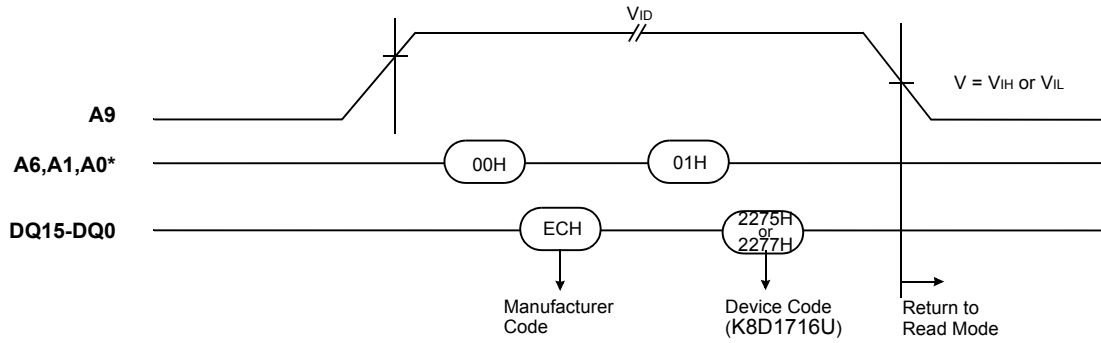 VID
V = VIH or VIL
A9
A6,A1,A0*
00H
01H
DQ15-DQ0
ECH
2275H
or
2277H
Manufacturer
Code
Device Code
(K8D1716U)
Return to
Read Mode